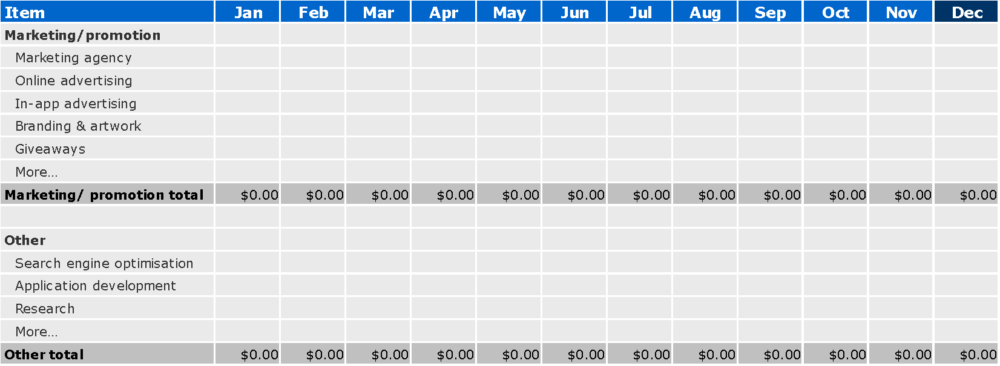 Item Jan Feb Mar Apr May Jun Jul Aug Sep Oct Nov Dec
Marketing/promotion
Marketing agency
Online advertising
In-app advertising
Branding & artwork
Giveaways
More…
Marketing/ promotion total $0.00 $0.00 $0.00 $0.00 $0.00 $0.00 $0.00 $0.00 $0.00 $0.00 $0.00 $0.00
Other
Search engine optimisation
Application development
Research
More…
Other total $0.00 $0.00 $0.00 $0.00 $0.00 $0.00 $0.00 $0.00 $0.00 $0.00 $0.00 $0.00